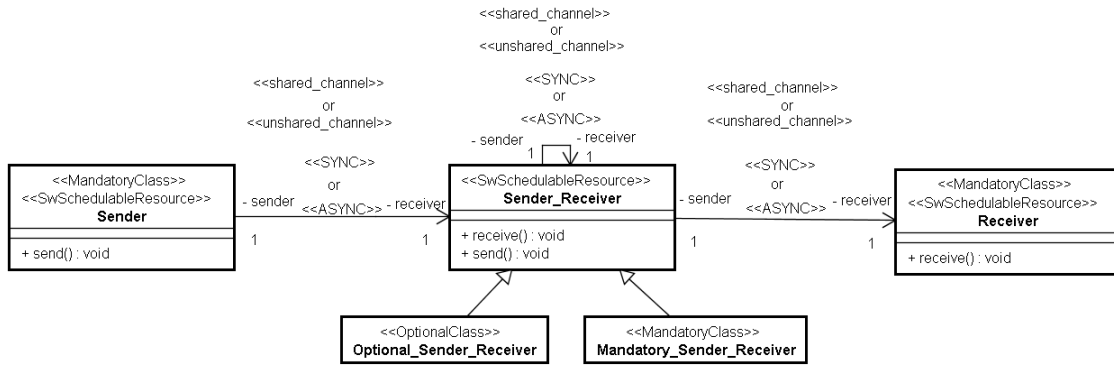 <<shared_channel>>
or
<<unshared_channel>>
<<SYNC>>
or
<<ASYNC>>
- sender
- receiver
1
1
<<shared_channel>>
or
<<unshared_channel>>
<<SYNC>>
or
<<ASYNC>>
- sender
- receiver
1
1
<<shared_channel>>
or
<<unshared_channel>>
<<SYNC>>
or
<<ASYNC>>
- sender
- receiver
1
1
<<MandatoryClass>>
<<SwSchedulableResource>>
Sender
+ send() : void
<<SwSchedulableResource>>
Sender_Receiver
+ receive() : void
+ send() : void
<<MandatoryClass>>
<<SwSchedulableResource>>
Receiver
+ receive() : void
<<OptionalClass>>
Optional_Sender_Receiver
<<MandatoryClass>>
Mandatory_Sender_Receiver